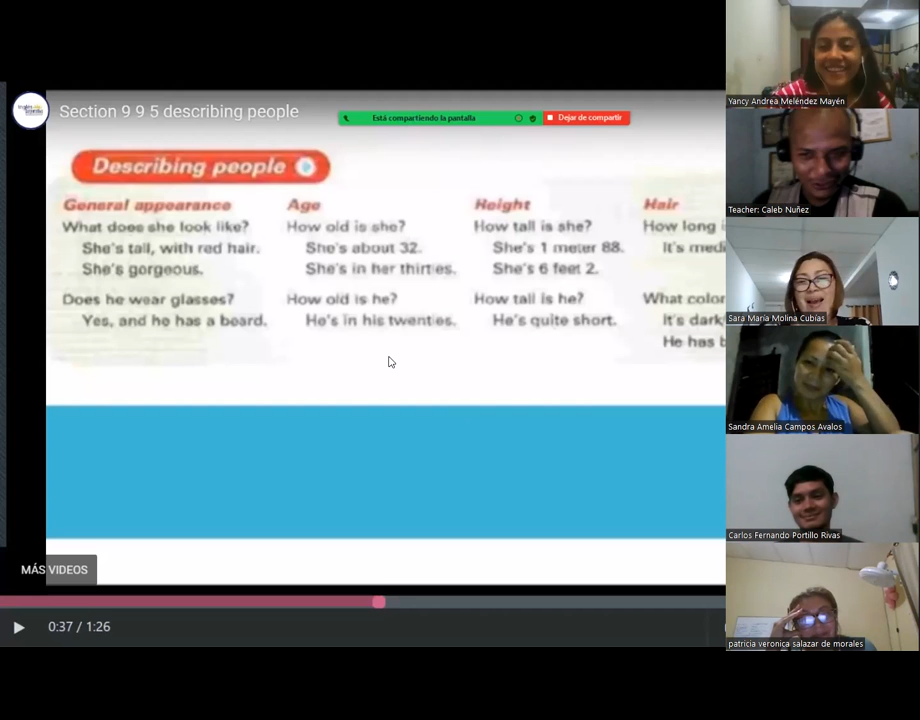 Section 9 9 5 describing people
Está compartiendo la pantalla
Dejar de compartir
Describing people
General appearance
What does she look like?
She's tall, with red hair.
She's gorgeous.
Does he wear glasses?
Yes, and he has a beard.
Age
How old is she?
She's about 32.
She's in her thirties.
How old is he?
He's in his twenties.
Height
How tall is she?
She's 1 meter 88.
She's 6 feet 2.
How tall is he?
He's quite short.
Hair
How long
It's
What color
It's dark
He has
MÁS VIDEOS
0:37 / 1:26
Yancy Andrea Meléndez Mayén
Teacher: Caleb Nuñez
Sara María Molina Cubías
Sandra Amelia Campos Avalos
Carlos Fernando Portillo Rivas
patricia veronica salazar de morales